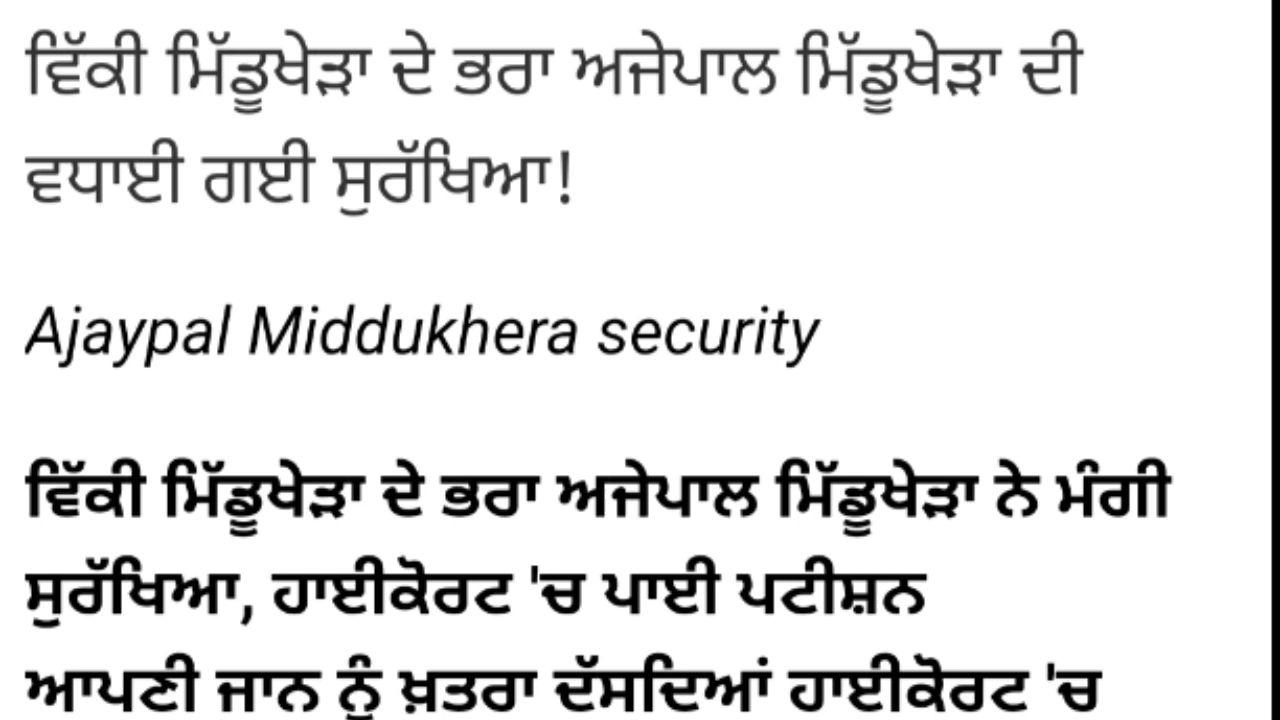 ਵਿੱਕੀ ਮਿੱਡੂਖੇੜਾ ਦੇ ਭਰਾ ਅਜੇਪਾਲ ਮਿੱਡੂਖੇੜਾ ਦੀ
ਵਧਾਈ ਗਈ ਸੁਰੱਖਿਆ!
Ajaypal Middukhera security
ਵਿੱਕੀ ਮਿੱਡੂਖੇੜਾ ਦੇ ਭਰਾ ਅਜੇਪਾਲ ਮਿੱਡੂਖੇੜਾ ਨੇ ਮੰਗੀ
ਸੁਰੱਖਿਆ, ਹਾਈਕੋਰਟ 'ਚ ਪਾਈ ਪਟੀਸ਼ਨ
ਆਪਣੀ ਜਾਨ ਨੂੰ ਖ਼ਤਰਾ ਦੱਸਦਿਆਂ ਹਾਈਕੋਰਟ 'ਚ